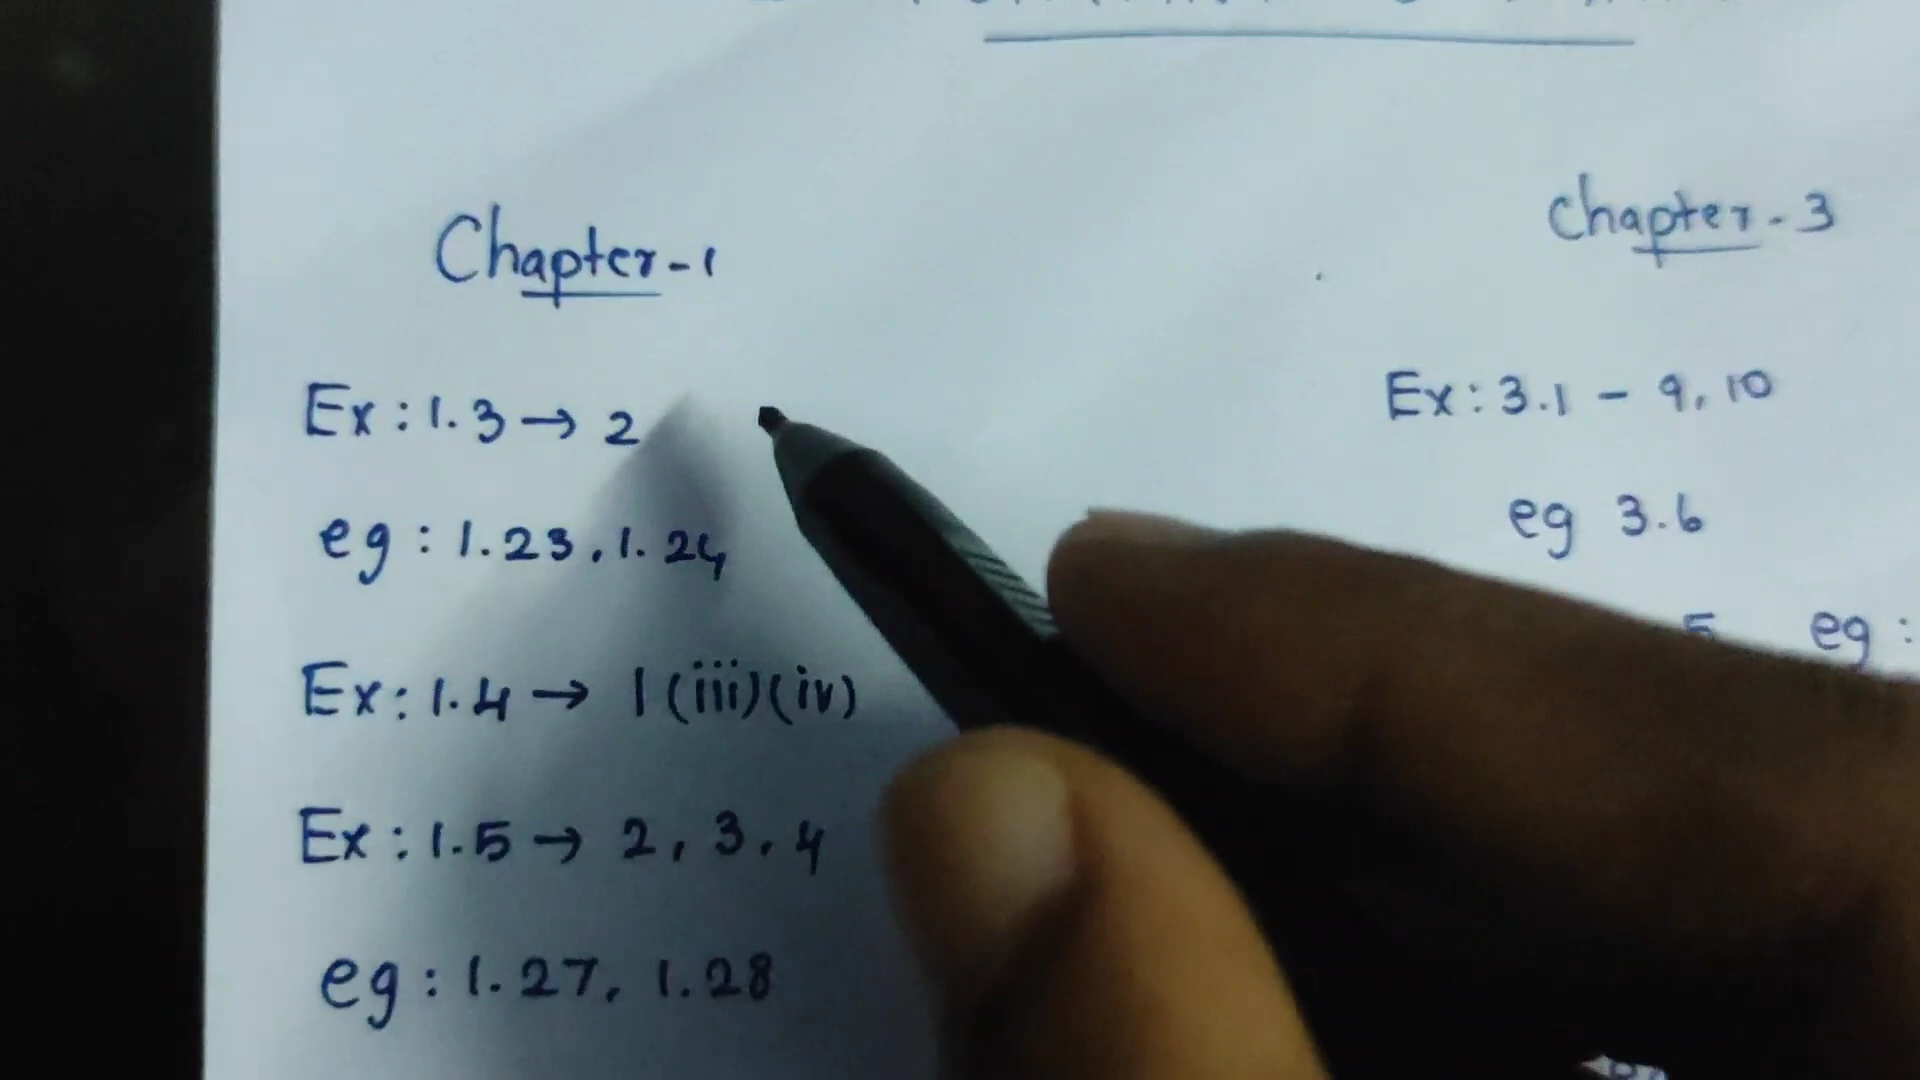 Chapter-1
Ex : 1.3 → 2
eg : 1.23, 1.24
Ex : 1.4 → 1 (iii) (iv)
Ex : 1.5 → 2, 3, 4
eg : 1.27, 1.28
Chapter-3
Ex : 3.1 - 9, 10
eg 3.6
5 eg :